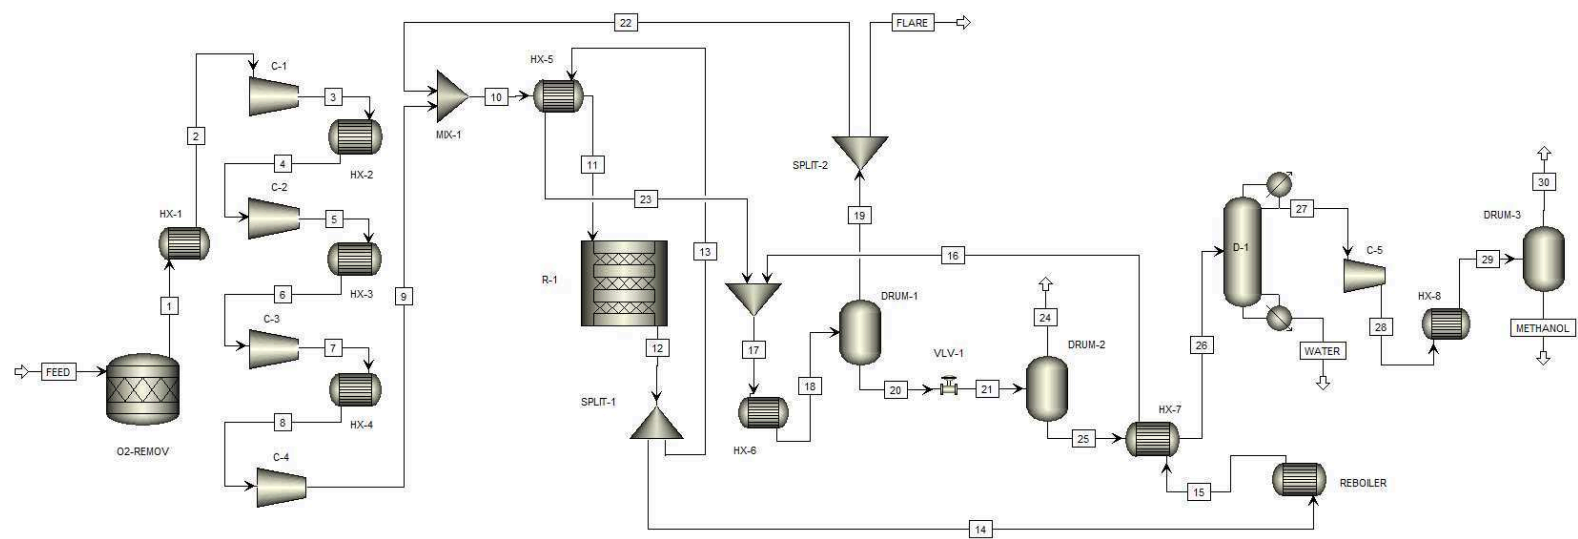 22
FLARE
HX-5
C-1
3
10
MIX-1
2
11
SPLIT-2
4
HX-2
C-2
30
23
DRUM-3
19
27
HX-1
5
D-1
C-5
13
16
29
R-1
6
HX-3
9
DRUM-1
HX-8
1
C-3
24
28
METHANOL
7
12
17
VLV-1
DRUM-2
26
WATER
FEED
18
20
21
SPLIT-1
8
HX-4
HX-7
25
O2-REMOV
HX-6
C-4
15
REBOILER
14